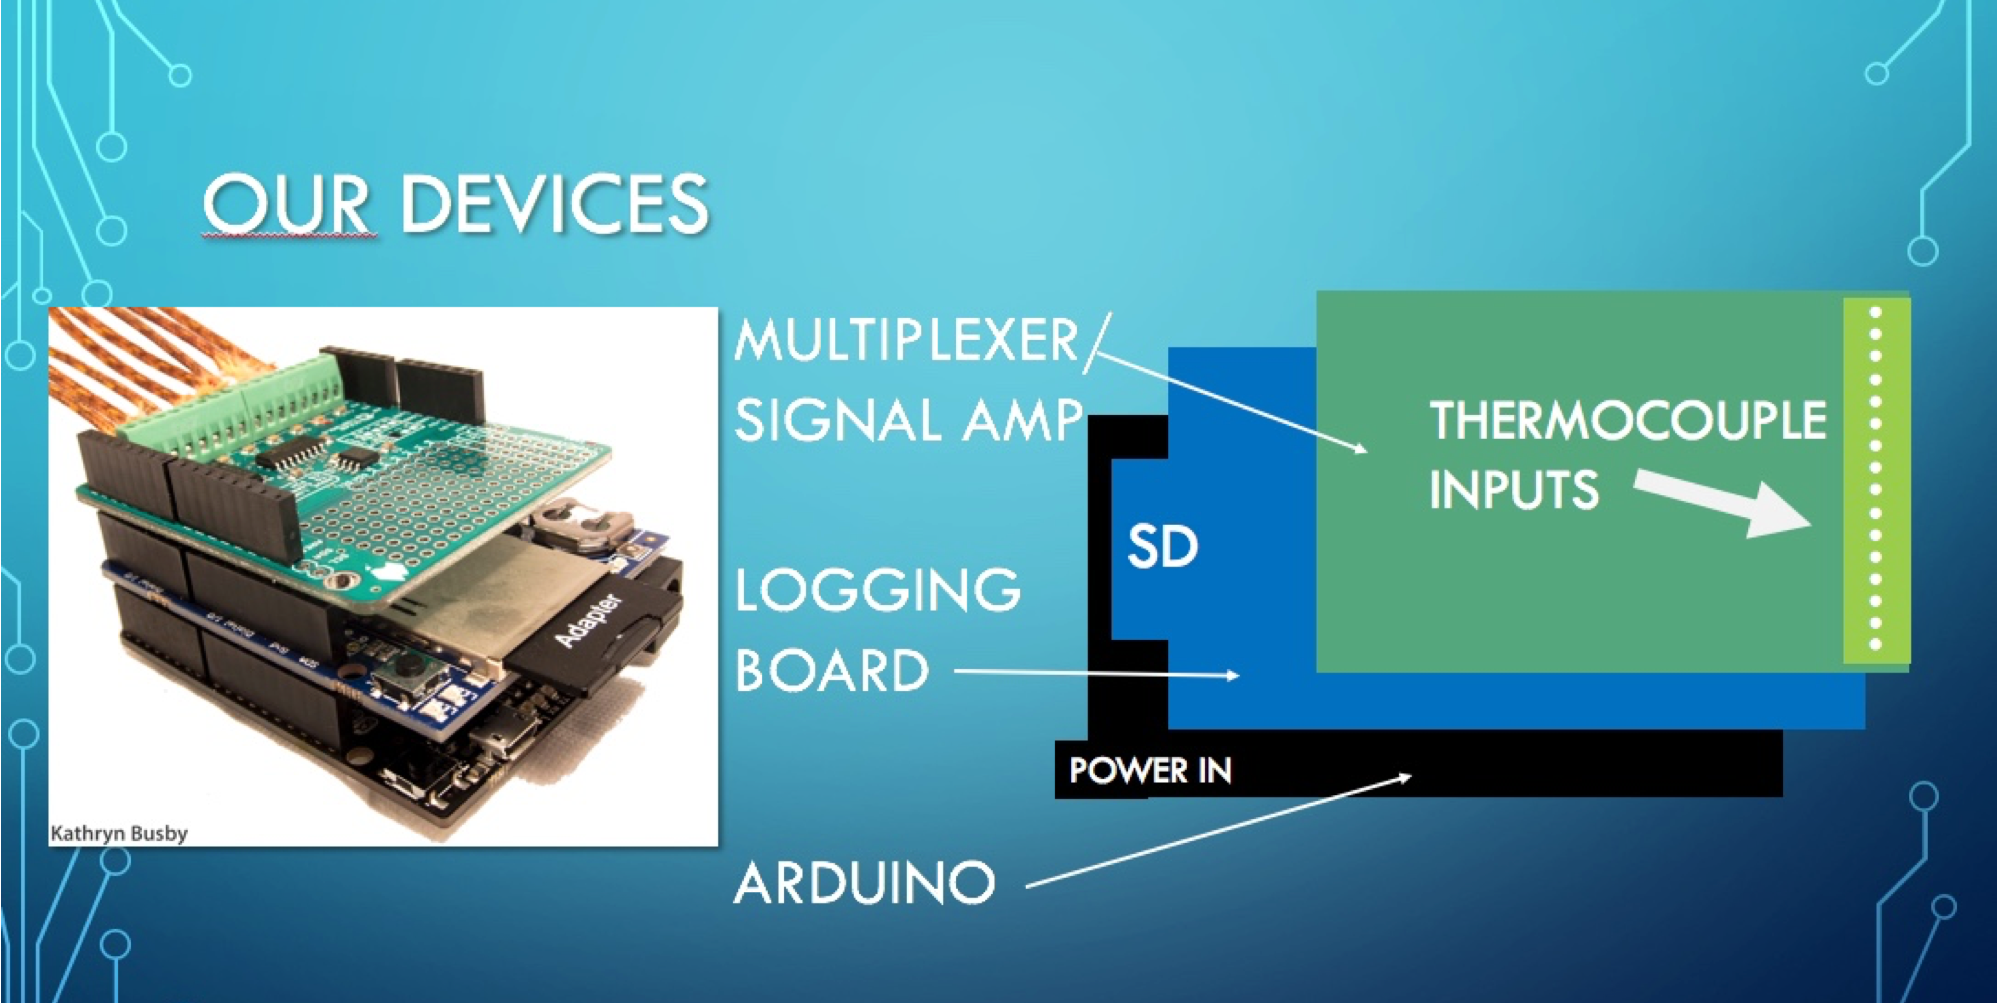 OUR DEVICES
MULTIPLEXER/
SIGNAL AMP
THERMOCOUPLE
INPUTS
SD
LOGGING
BOARD
POWER IN
ARDUINO
Adapter
Kathryn Busby